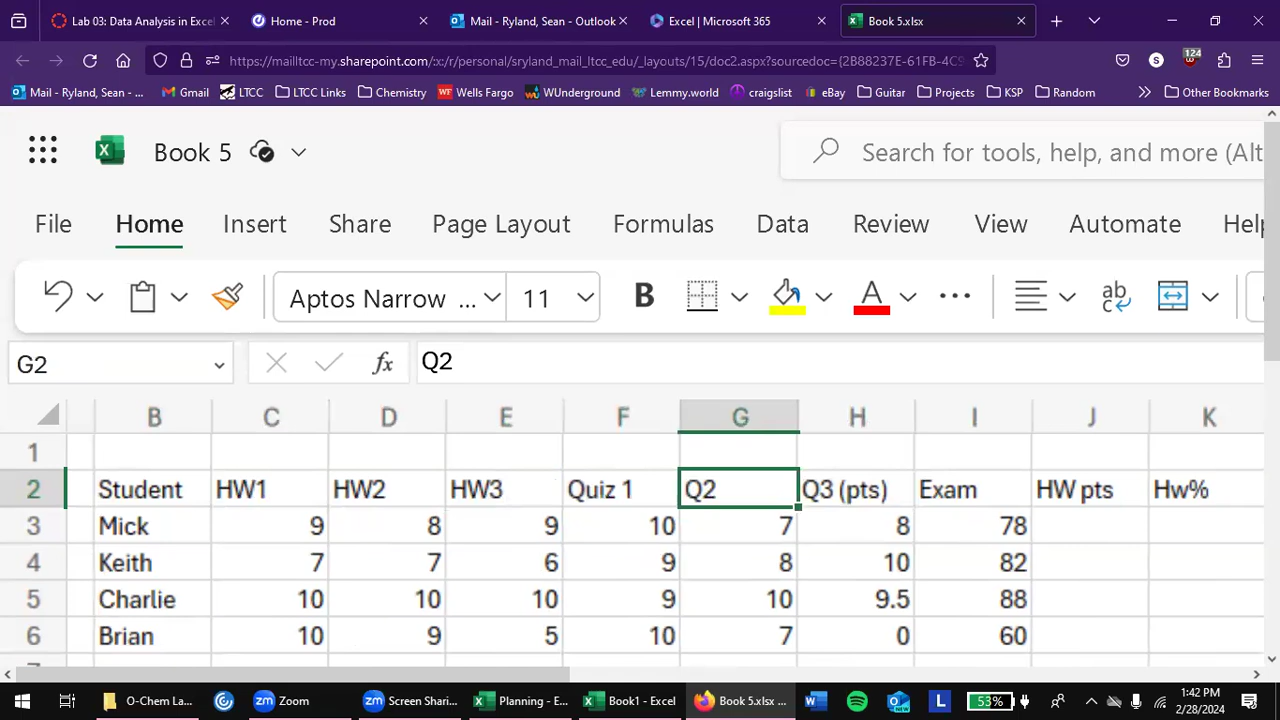 Lab 03: Data Analysis in Excel
Home - Prod
Mail - Ryland, Sean - Outlook
Excel | Microsoft 365
Book 5.xlsx
https://mailltcc-my.sharepoint.com/:x:/r/personal/sryland_mail_ltcc_edu/_layouts/15/doc2.aspx?sourcedoc={2B88237E-61FB-4C9
S
124
Mail - Ryland, Sean - ...
Gmail
LTCC
LTCC Links
Chemistry
WF Wells Fargo
WUnderground
Lemmy.world
craigslist
eBay
Guitar
Projects
KSP
Random
Other Bookmarks
X Book 5
Search for tools, help, and more (Alt
File Home Insert Share Page Layout Formulas Data Review View Automate Help
Aptos Narrow ... 11 B A ab c
G2 fx Q2
B C D E F G H I J K
1
2 Student HW1 HW2 HW3 Quiz 1 Q2 Q3 (pts) Exam HW pts Hw%
3 Mick 9 8 9 10 7 8 78
4 Keith 7 7 6 9 8 10 82
5 Charlie 10 10 10 9 10 9.5 88
6 Brian 10 9 5 10 7 0 60
O-Chem La...
zm Zoom
zm Screen Shari...
Planning - E...
Book1 - Excel
Book 5.xlsx ...
W
NEW
L
53%
1:42 PM
2/28/2024